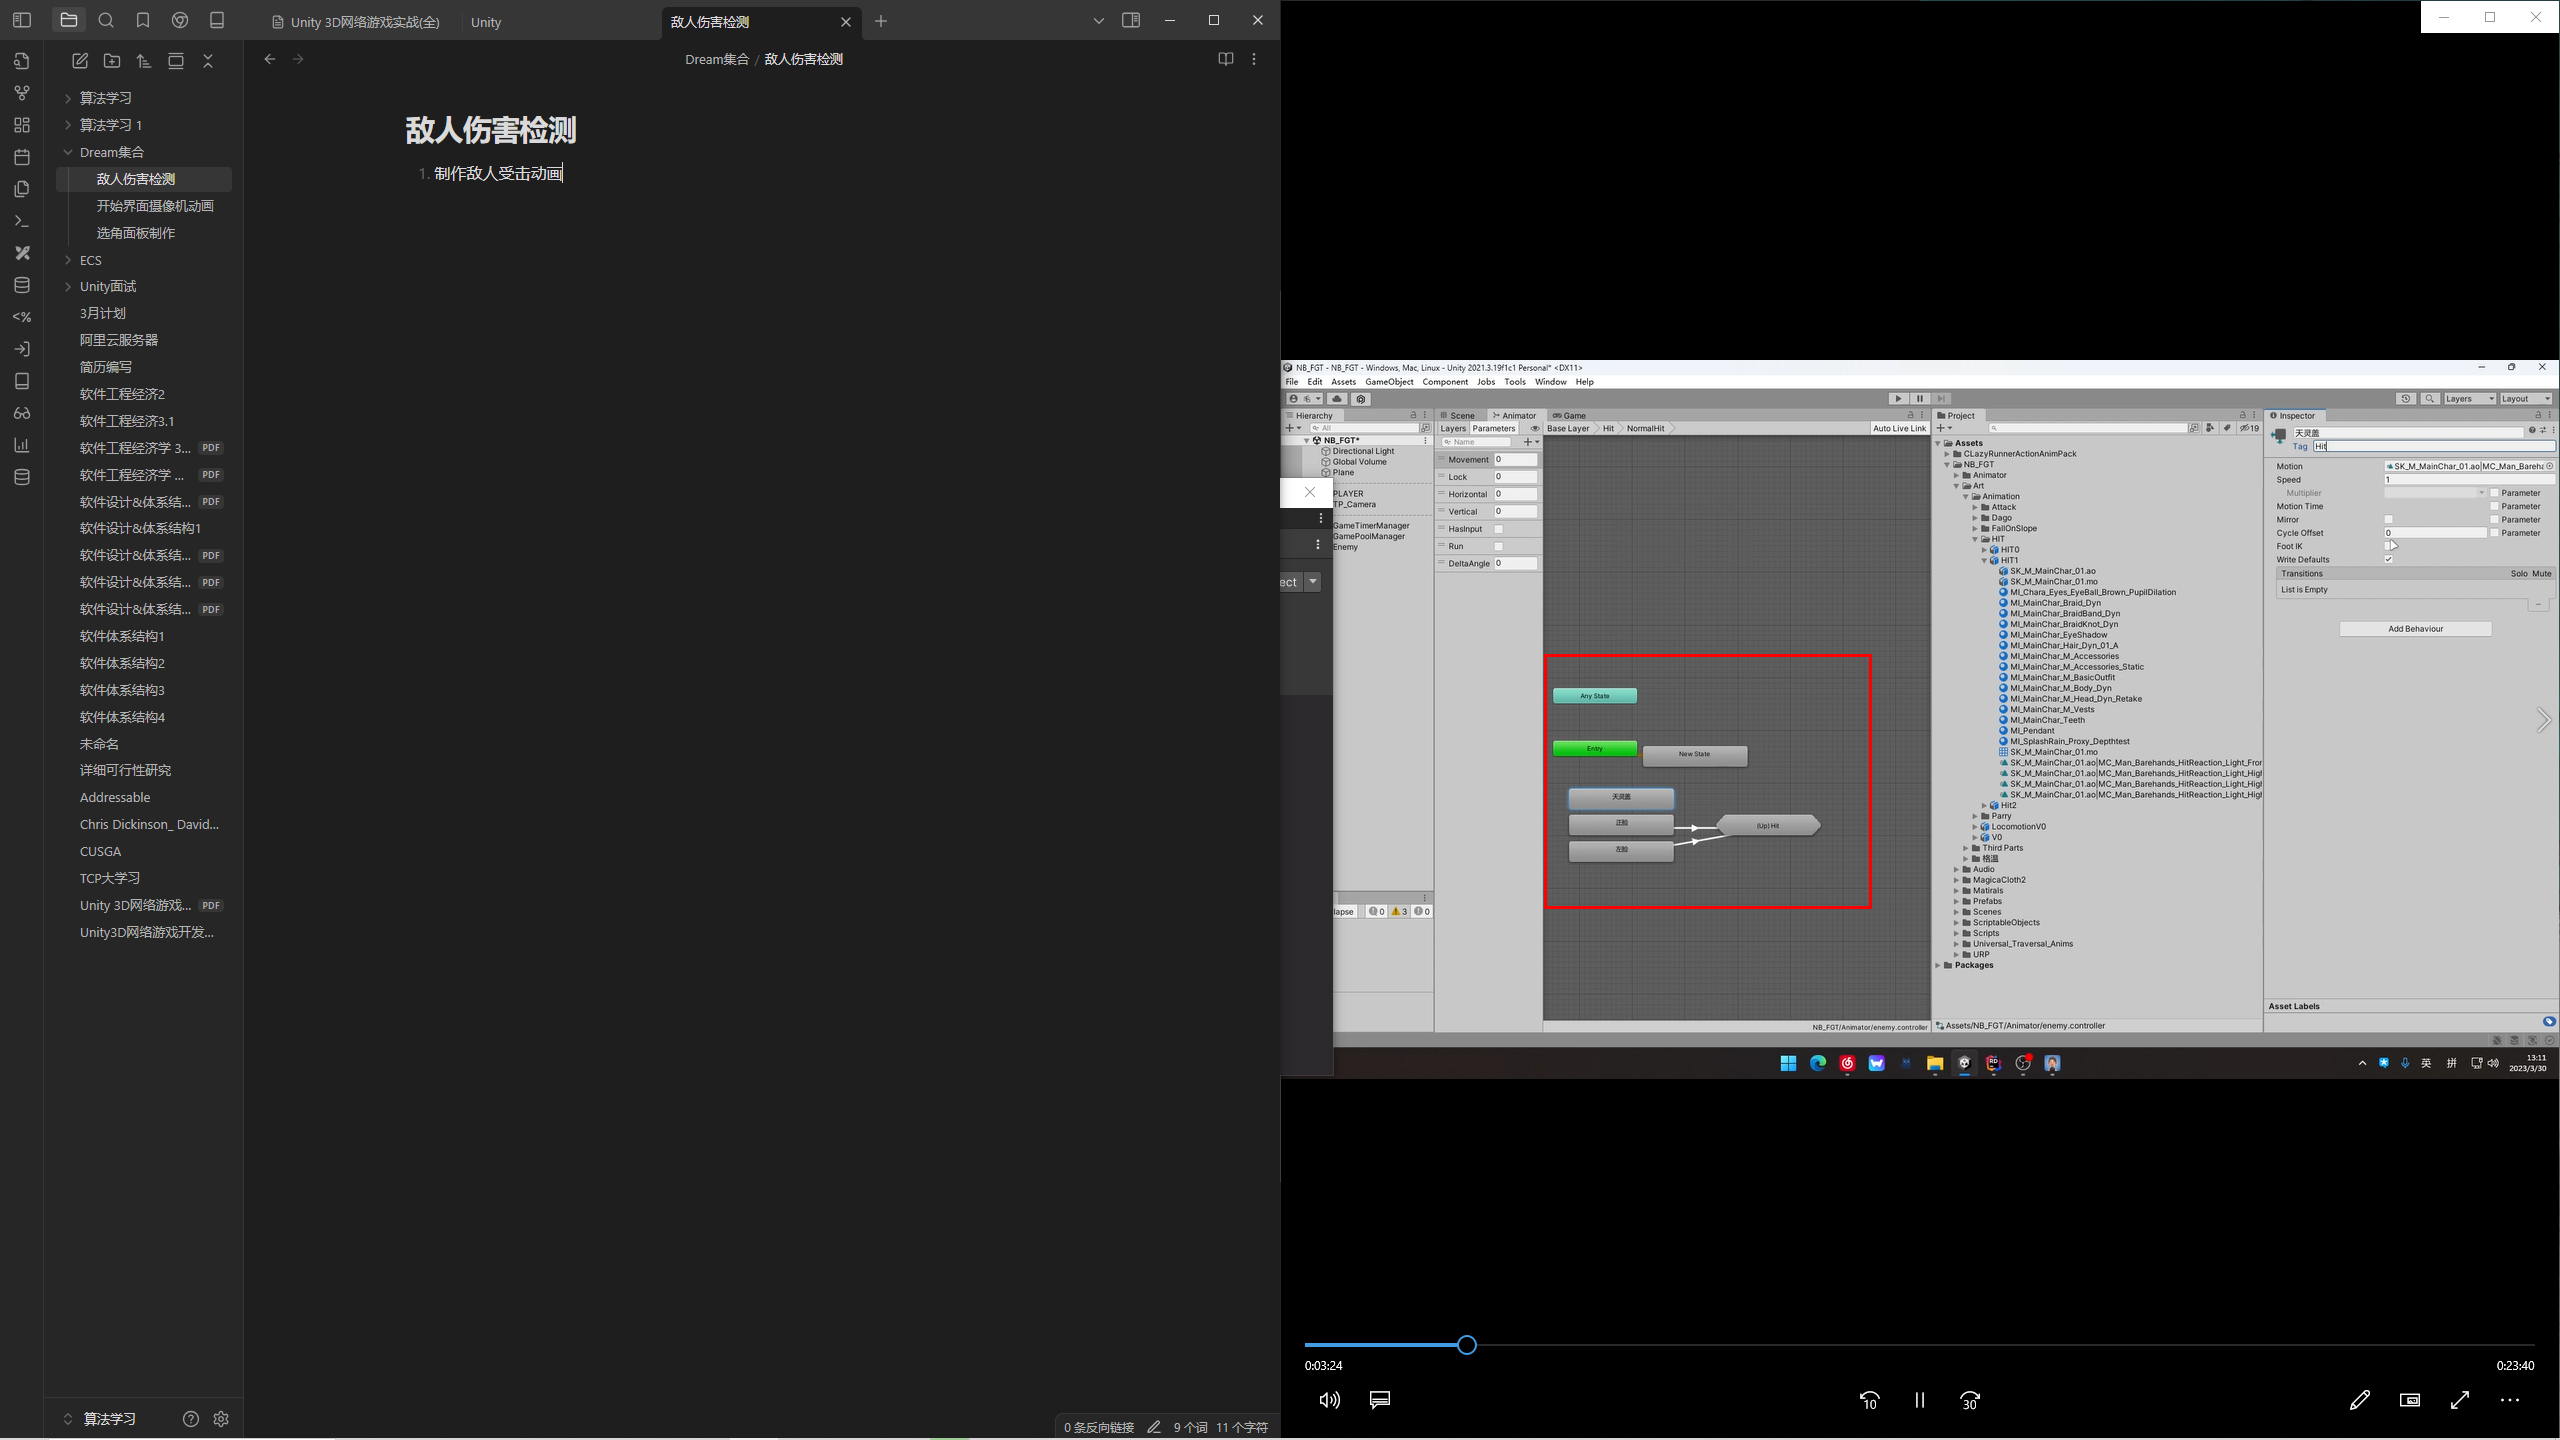 Unity 3D网络游戏实战(全)
Unity
敌人伤害检测
Dream集合 / 敌人伤害检测
算法学习
算法学习 1
Dream集合
敌人伤害检测
开始界面摄像机动画
选角面板制作
ECS
Unity面试
3月计划
阿里云服务器
简历编写
软件工程经济2
软件工程经济3.1
软件工程经济学 3... PDF
软件工程经济学 ... PDF
软件设计&体系结... PDF
软件设计&体系结构1
软件设计&体系结... PDF
软件设计&体系结... PDF
软件设计&体系结... PDF
软件体系结构1
软件体系结构2
软件体系结构3
软件体系结构4
未命名
详细可行性研究
Addressable
Chris Dickinson_ David...
CUSGA
TCP大学习
Unity 3D网络游戏... PDF
Unity3D网络游戏开发...
算法学习
敌人伤害检测
1. 制作敌人受击动画
0 条反向链接 9 个词 11 个字符
NB_FGT - NB_FGT - Windows, Mac, Linux - Unity 2021.3.19f1c1 Personal* <DX11>
File Edit Assets GameObject Component Jobs Tools Window Help
Layers Layout
Hierarchy
All
NB_FGT*
Directional Light
Global Volume
Plane
PLAYER
TP_Camera
GameTimerManager
GamePoolManager
Enemy
ect
lapse 0 3 0
Scene Animator Game
Layers Parameters
Base Layer Hit NormalHit Auto Live Link
Name
Movement 0
Lock 0
Horizontal 0
Vertical 0
HasInput
Run
DeltaAngle 0
Any State
Entry
New State
天灵盖
正脸
左脸
(Up) Hit
NB_FGT/Animator/enemy.controller
Project
19
Assets
CLazyRunnerActionAnimPack
NB_FGT
Animator
Art
Animation
Attack
Dago
FallOnSlope
HIT
HIT0
HIT1
SK_M_MainChar_01.ao
SK_M_MainChar_01.mo
MI_Chara_Eyes_EyeBall_Brown_PupilDilation
MI_MainChar_Braid_Dyn
MI_MainChar_BraidBand_Dyn
MI_MainChar_BraidKnot_Dyn
MI_MainChar_EyeShadow
MI_MainChar_Hair_Dyn_01_A
MI_MainChar_M_Accessories
MI_MainChar_M_Accessories_Static
MI_MainChar_M_BasicOutfit
MI_MainChar_M_Body_Dyn
MI_MainChar_M_Head_Dyn_Retake
MI_MainChar_M_Vests
MI_MainChar_Teeth
MI_Pendant
MI_SplashRain_Proxy_Depthtest
SK_M_MainChar_01.mo
SK_M_MainChar_01.ao|MC_Man_Barehands_HitReaction_Light_Fror
SK_M_MainChar_01.ao|MC_Man_Barehands_HitReaction_Light_High
SK_M_MainChar_01.ao|MC_Man_Barehands_HitReaction_Light_High
SK_M_MainChar_01.ao|MC_Man_Barehands_HitReaction_Light_High
Hit2
Parry
LocomotionV0
V0
Third Parts
格温
Audio
MagicaCloth2
Matirals
Prefabs
Scenes
ScriptableObjects
Scripts
Universal_Traversal_Anims
URP
Packages
Assets/NB_FGT/Animator/enemy.controller
Inspector
天灵盖
Tag Hit
Motion SK_M_MainChar_01.ao|MC_Man_Bareha
Speed 1
Multiplier Parameter
Motion Time Parameter
Mirror Parameter
Cycle Offset 0 Parameter
Foot IK
Write Defaults
Transitions Solo Mute
List is Empty
Add Behaviour
Asset Labels
英 拼
13:11
2023/3/30
0:03:24 0:23:40
10 30